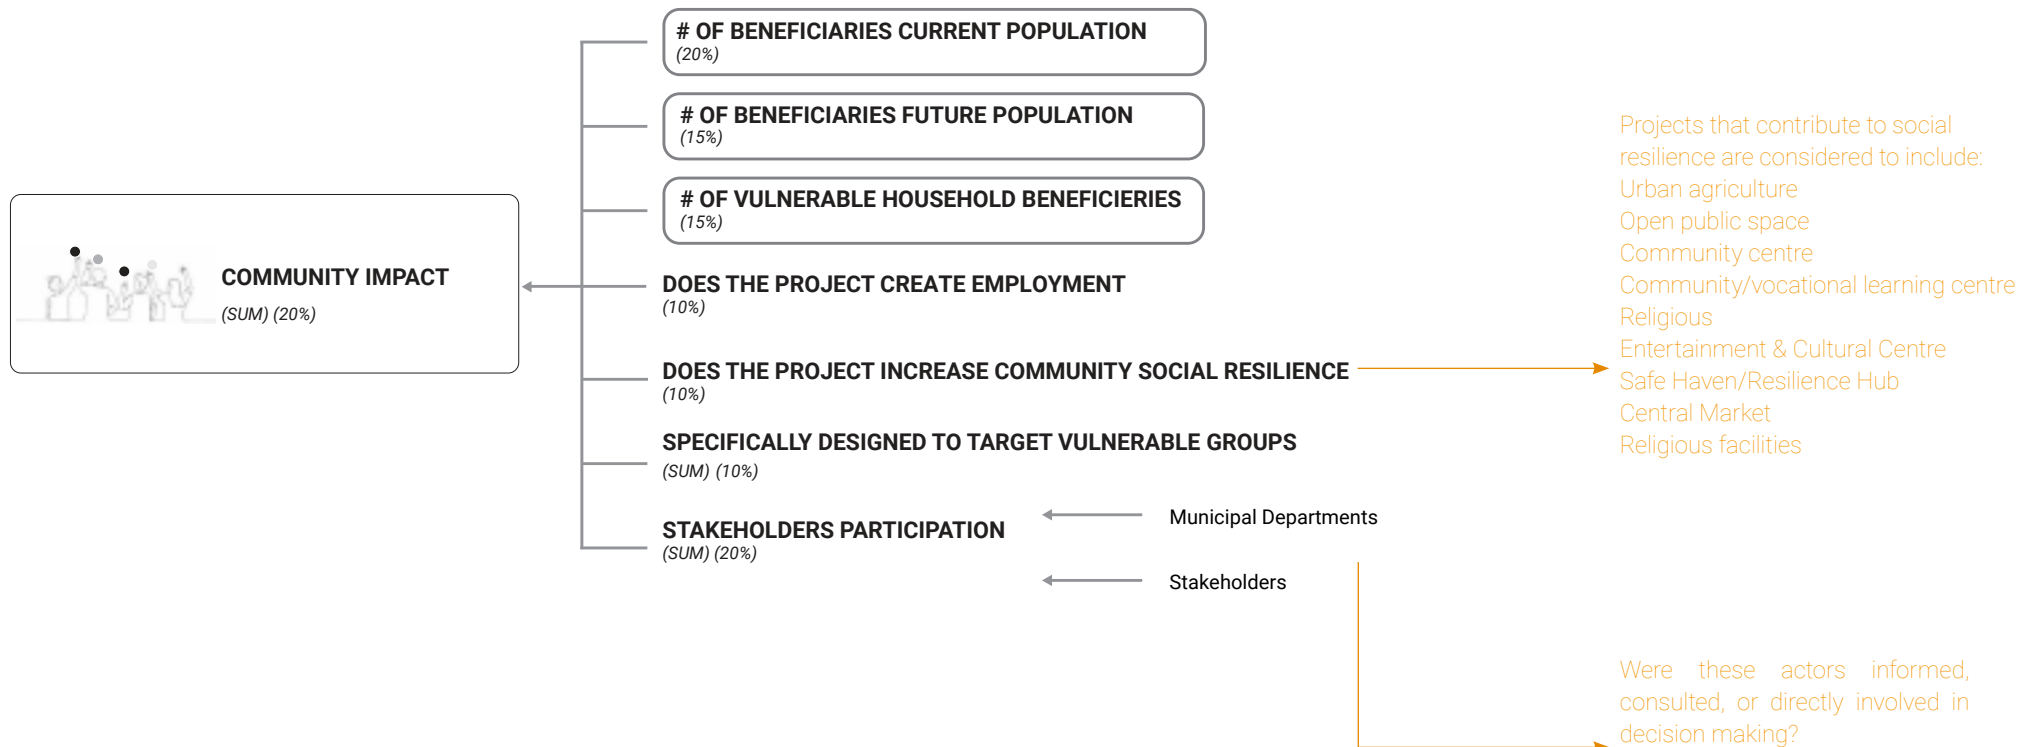 # OF BENEFICIARIES CURRENT POPULATION
(20%)
# OF BENEFICIARIES FUTURE POPULATION
(15%)
# OF VULNERABLE HOUSEHOLD BENEFICIERIES
(15%)
COMMUNITY IMPACT
(SUM) (20%)
DOES THE PROJECT CREATE EMPLOYMENT
(10%)
DOES THE PROJECT INCREASE COMMUNITY SOCIAL RESILIENCE
(10%)
SPECIFICALLY DESIGNED TO TARGET VULNERABLE GROUPS
(SUM) (10%)
STAKEHOLDERS PARTICIPATION
(SUM) (20%)
Municipal Departments
Stakeholders
Projects that contribute to social
resilience are considered to include:
Urban agriculture
Open public space
Community centre
Community/vocational learning centre
Religious
Entertainment & Cultural Centre
Safe Haven/Resilience Hub
Central Market
Religious facilities
Were these actors informed,
consulted, or directly involved in
decision making?